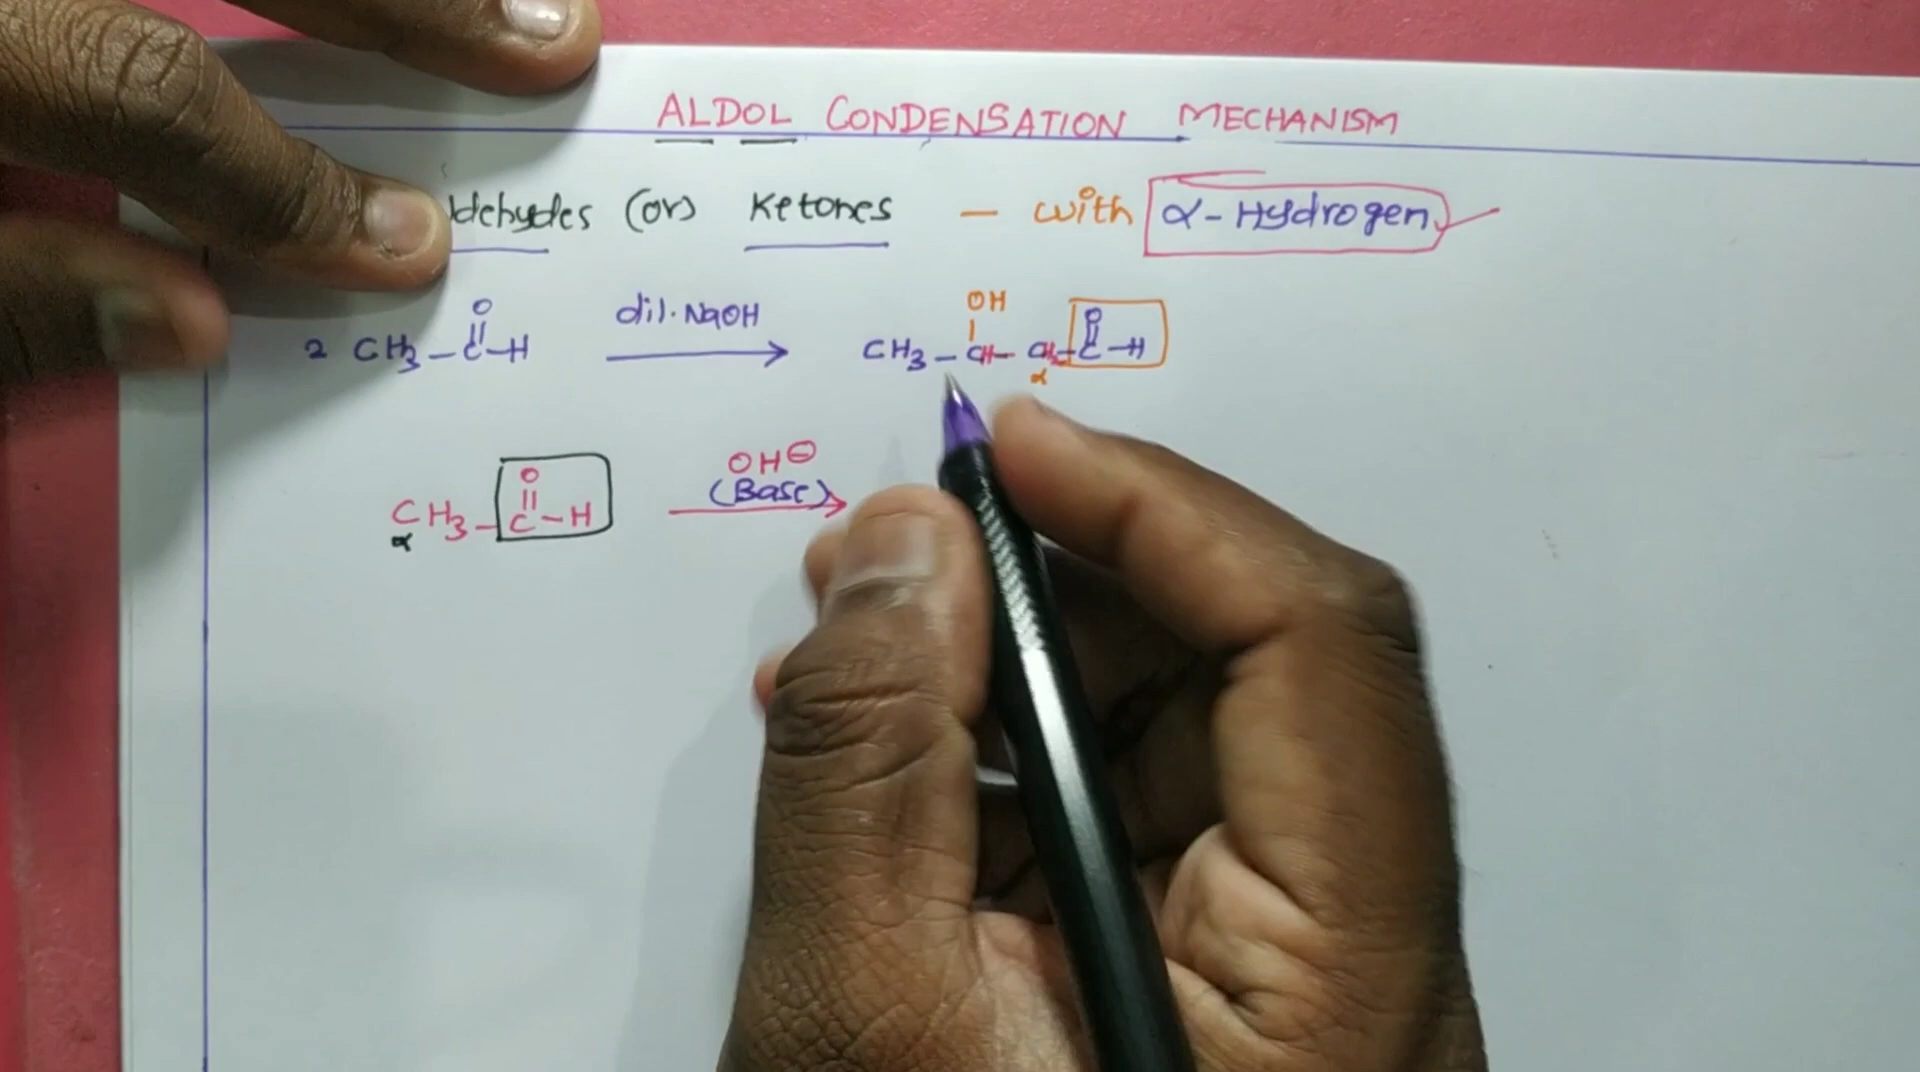 ALDOL CONDENSATION MECHANISM
ldehydes (or) Ketones - with α-Hydrogen
O OH O
2 CH3-C-H dil. NaOH CH3-CH-CH2-C-H
α
O OH⊖
CH3-C-H (Base)
α